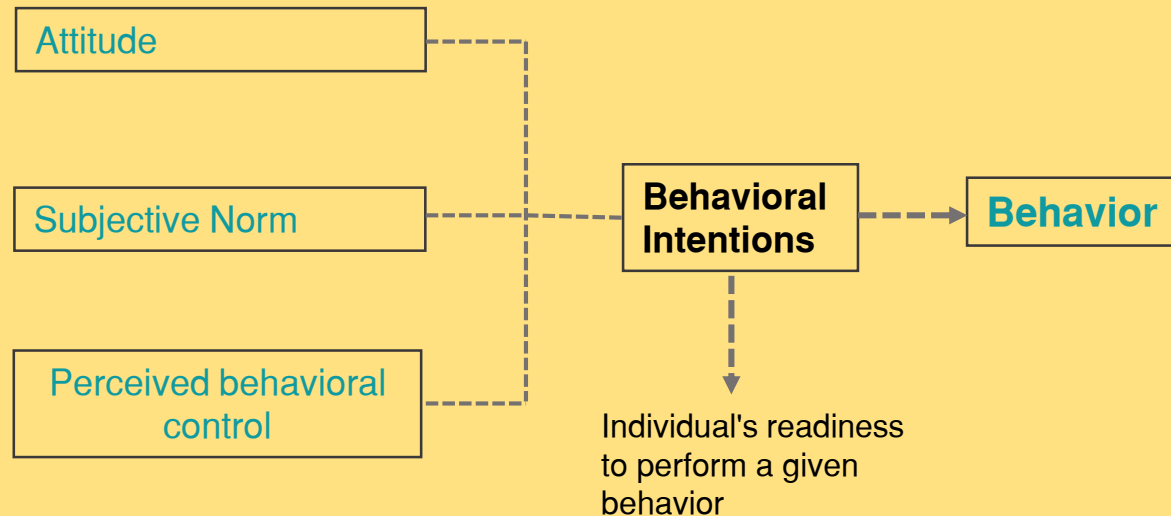 Attitude
Subjective Norm
Perceived behavioral
control
Behavioral
Intentions
Behavior
Individual's readiness
to perform a given
behavior